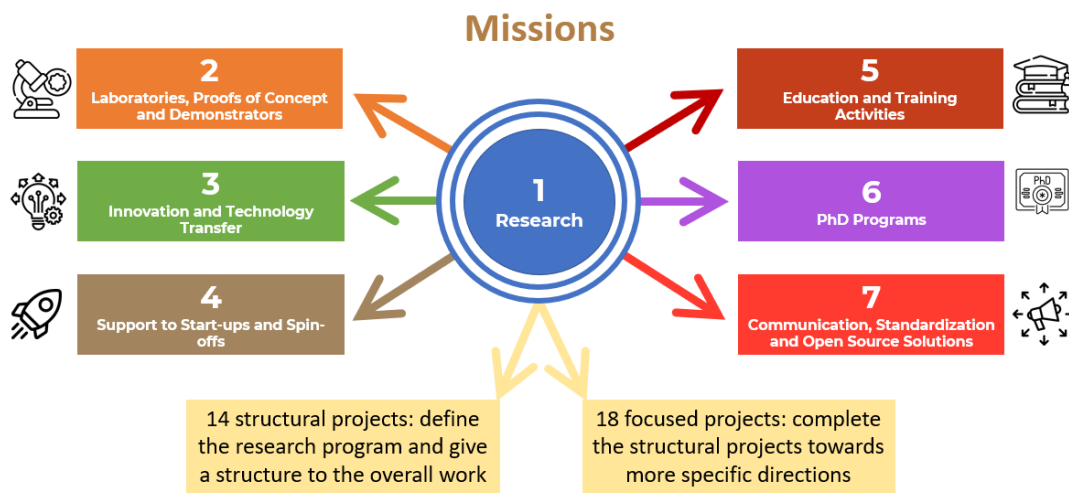 Missions
2
Laboratories, Proofs of Concept
and Demonstrators
3
Innovation and Technology
Transfer
4
Support to Start-ups and Spin-
offs
1
Research
5
Education and Training
Activities
6
PhD Programs
PhD
7
Communication, Standardization
and Open Source Solutions
14 structural projects: define
the research program and give
a structure to the overall work
18 focused projects: complete
the structural projects towards
more specific directions